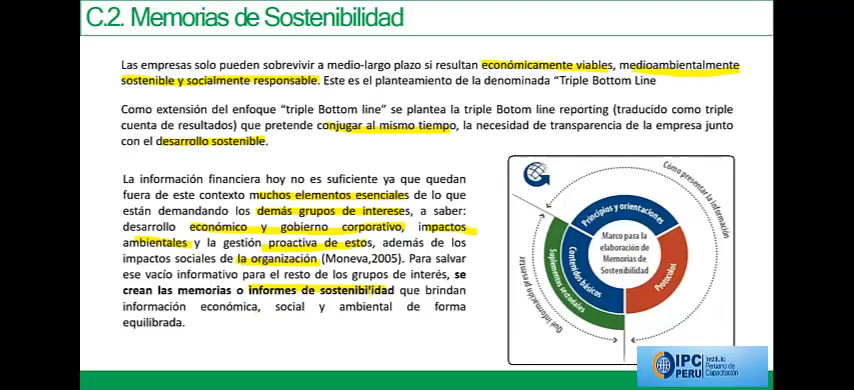 C.2. Memorias de Sostenibilidad
Las empresas solo pueden sobrevivir a medio-largo plazo si resultan económicamente viables, medioambientalmente
sostenible y socialmente responsable. Este es el planteamiento de la denominada “Triple Bottom Line
Como extensión del enfoque “triple Bottom line” se plantea la triple Botom line reporting (traducido como triple
cuenta de resultados) que pretende conjugar al mismo tiempo, la necesidad de transparencia de la empresa junto
con el desarrollo sostenible.
La información financiera hoy no es suficiente ya que quedan
fuera de este contexto muchos elementos esenciales de lo que
están demandando los demás grupos de intereses, a saber:
desarrollo económico y gobierno corporativo, impactos
ambientales y la gestión proactiva de estos, además de los
impactos sociales de la organización (Moneva,2005). Para salvar
ese vacío informativo para el resto de los grupos de interés, se
crean las memorias o informes de sostenibilidad que brindan
información económica, social y ambiental de forma
equilibrada.
Cómo presentar la información
Principios y orientaciones
Marco para la
elaboración de
Memorias de
Sostenibilidad
Protocolos
Contenidos básicos
Suplementos sectoriales
Qué información presentar
IPC
PERU
Instituto
Peruano de
Capacitación